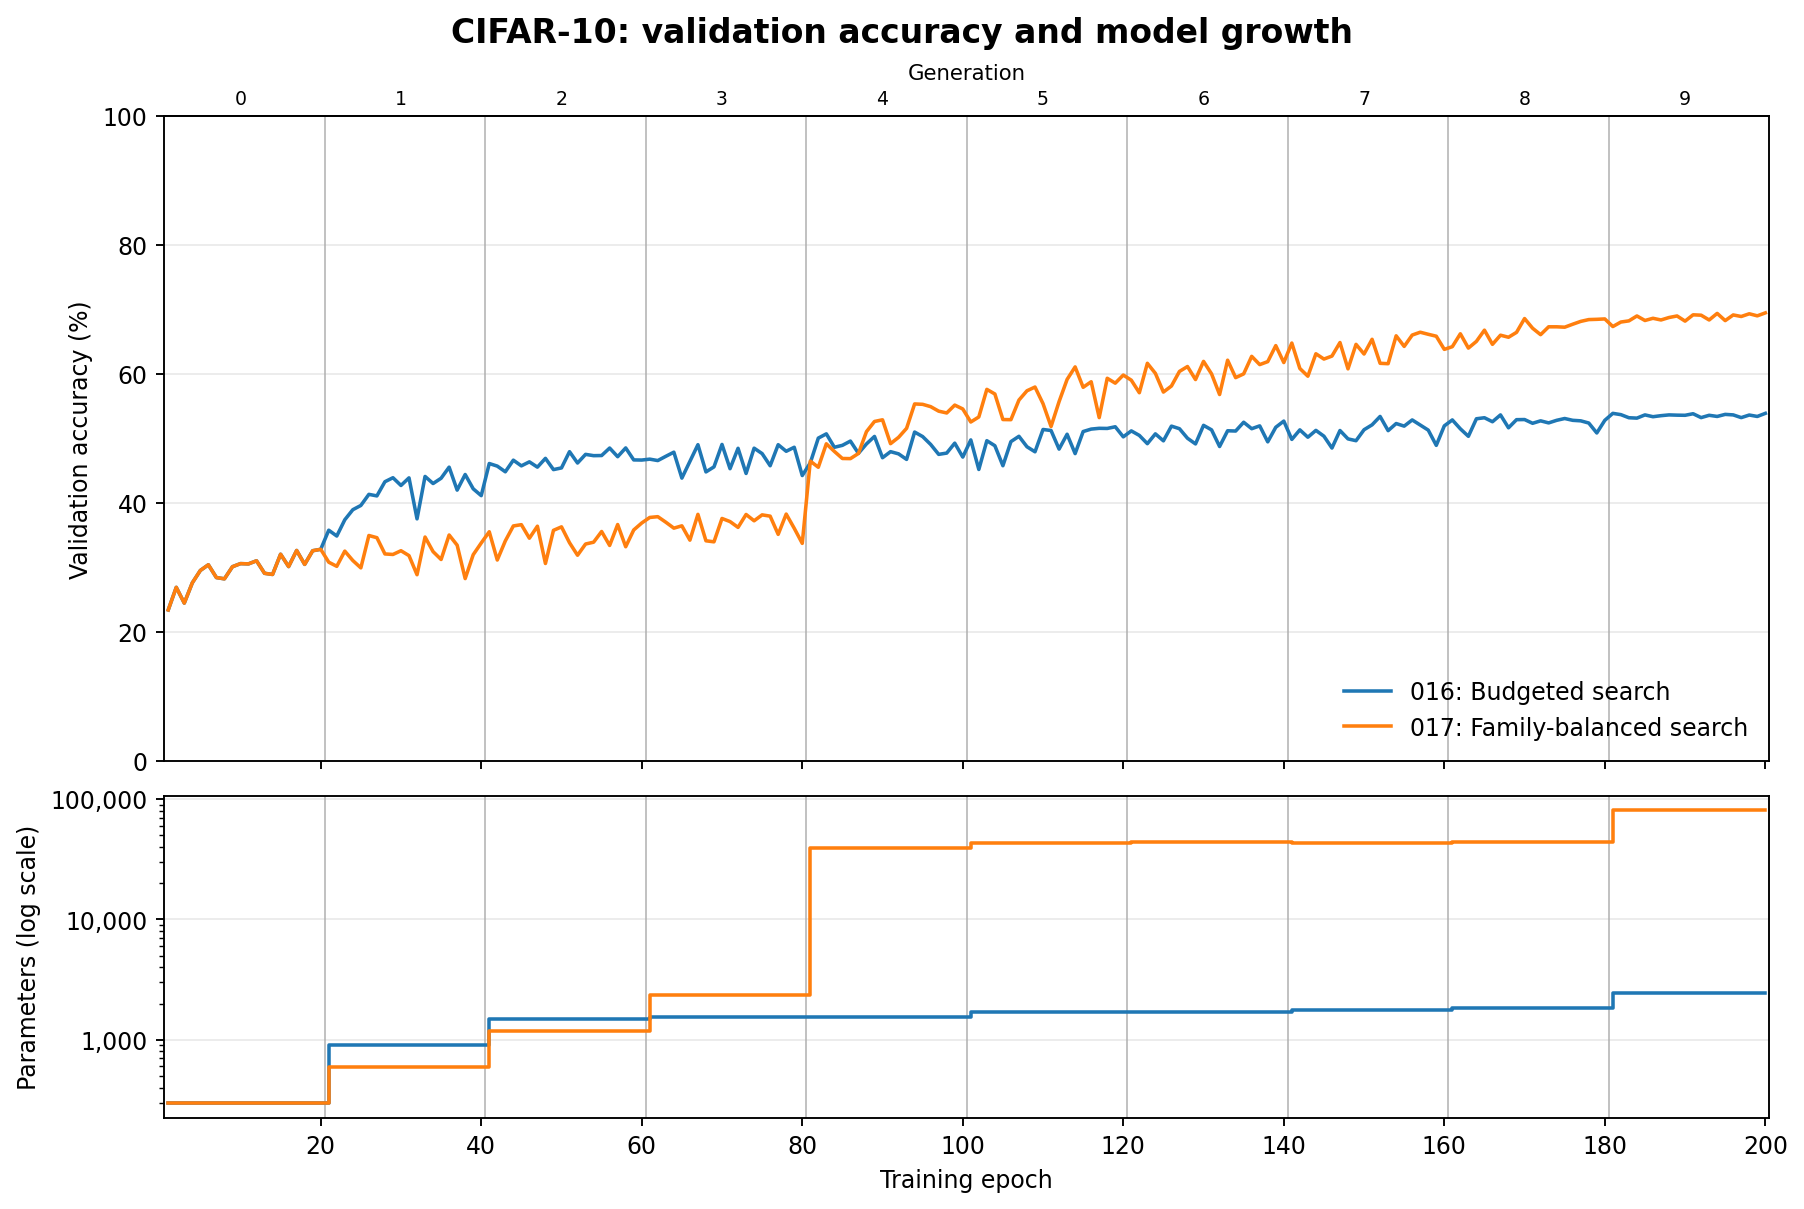 CIFAR-10: validation accuracy and model growth
Generation
0 1 2 3 4 5 6 7 8 9
100
80
60
40
20
0
Validation accuracy (%)
016: Budgeted search
017: Family-balanced search
100,000
10,000
1,000
Parameters (log scale)
20 40 60 80 100 120 140 160 180 200
Training epoch